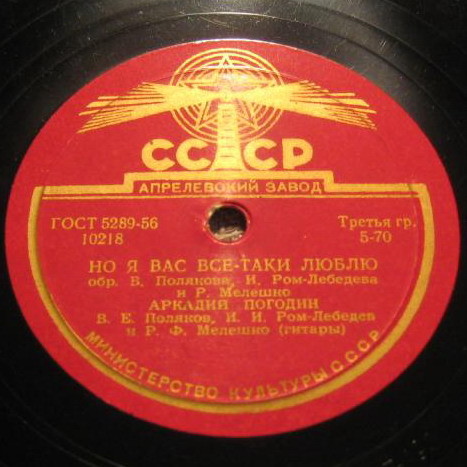 СССР
АПРЕЛЕВСКИЙ ЗАВОД
ГОСТ 5289-56
10218
Третья гр.
5-70
НО Я ВАС ВСЕ-ТАКИ ЛЮБЛЮ
обр. В. Полякова, И. Ром-Лебедева
и Р. Мелешко
АРКАДИЯ ПОГОДИН
В. Е. Поляков, И. И. Ром-Лебедев
и Р. Ф. Мелешко (гитары)
МИНИСТЕРСТВО КУЛЬТУРЫ СССР